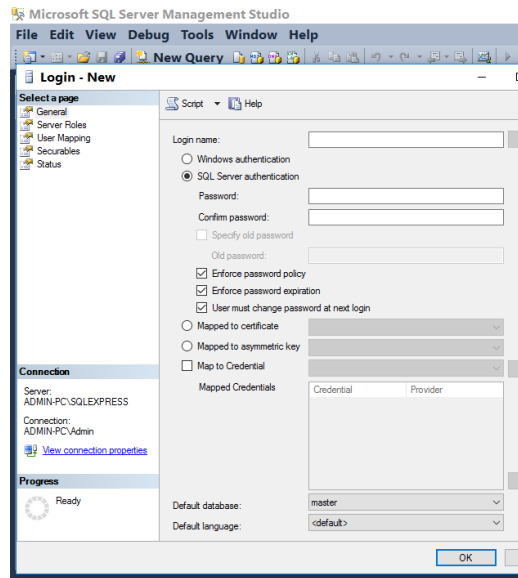 Microsoft SQL Server Management Studio
File Edit View Debug Tools Window Help
New Query
Login - New
Select a page
General
Server Roles
User Mapping
Securables
Status
Script Help
Login name:
Windows authentication
SQL Server authentication
Password:
Confirm password:
Specify old password
Old password:
Enforce password policy
Enforce password expiration
User must change password at next login
Mapped to certificate
Mapped to asymmetric key
Map to Credential
Mapped Credentials
Credential Provider
Default database: master
Default language: <default>
Connection
Server:
ADMIN-PC\SQLEXPRESS
Connection:
ADMIN-PC\Admin
View connection properties
Progress
Ready
OK